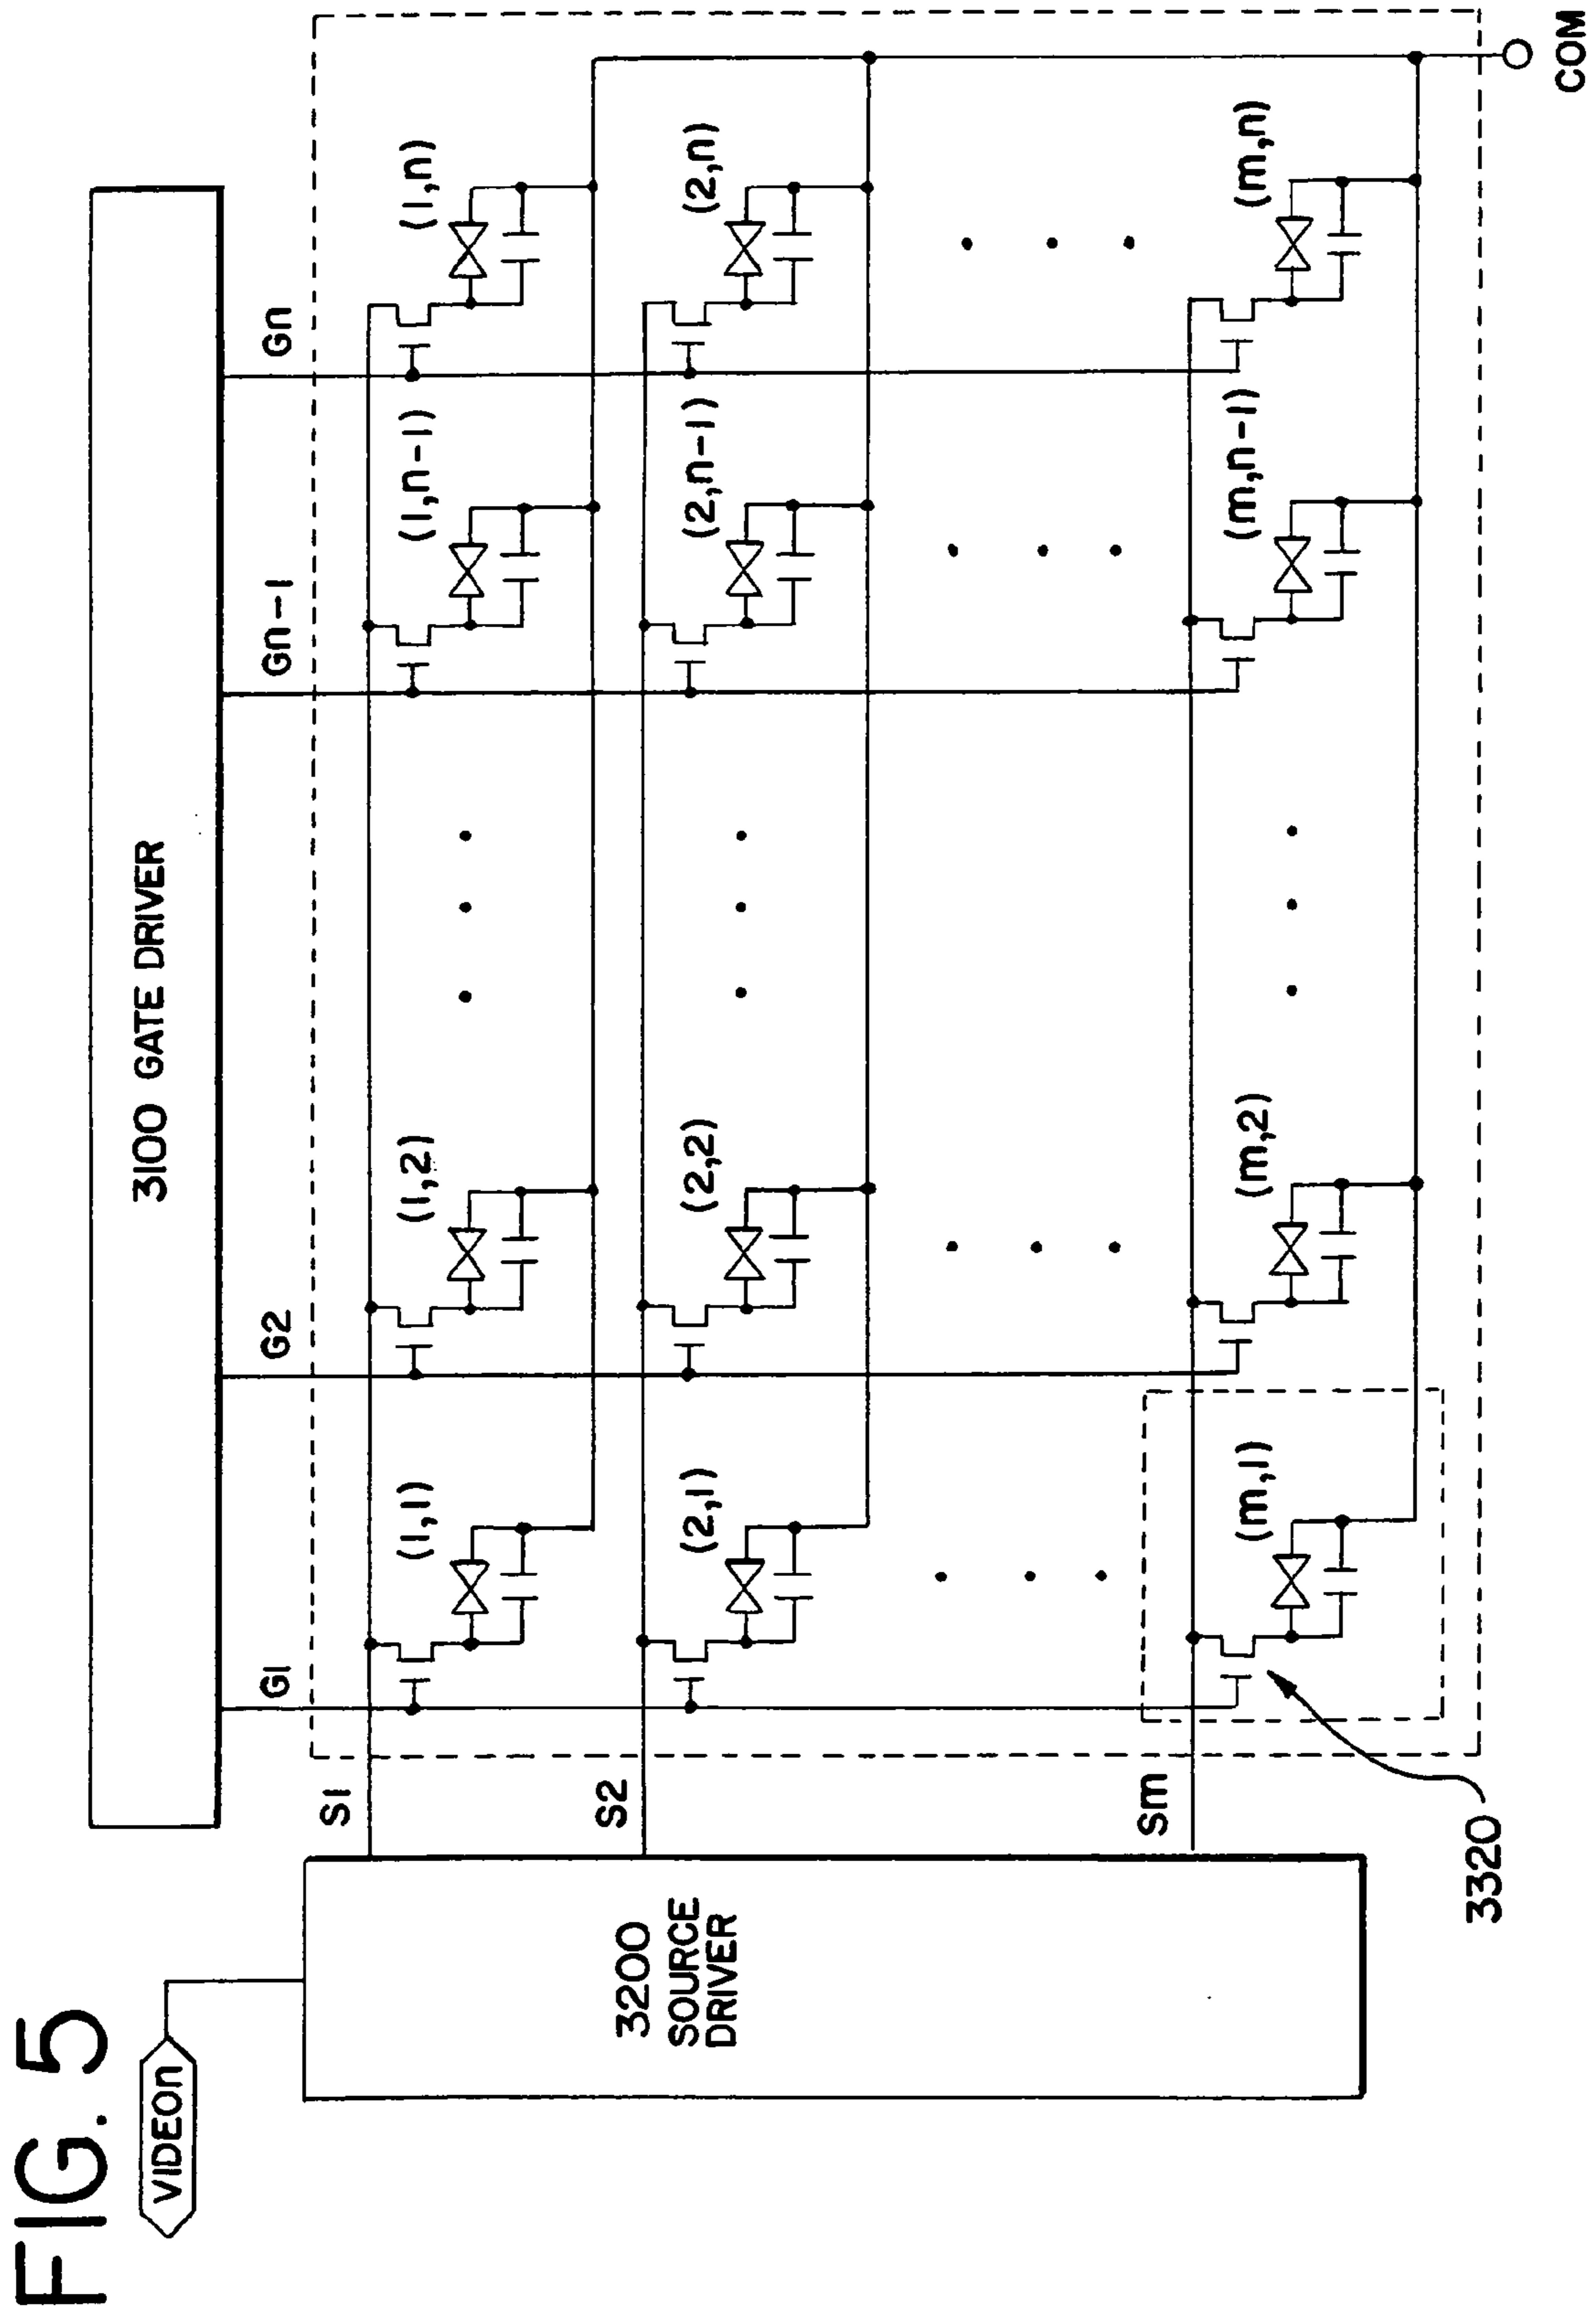 FIG. 5
VIDEOn
3100 GATE DRIVER
3200
SOURCE
DRIVER
G1
G2
Gn-1
Gn
S1
S2
Sm
(1,1)
(1,2)
(1,n-1)
(1,n)
(2,1)
(2,2)
(2,n-1)
(2,n)
(m,1)
(m,2)
(m,n-1)
(m,n)
3320
COM